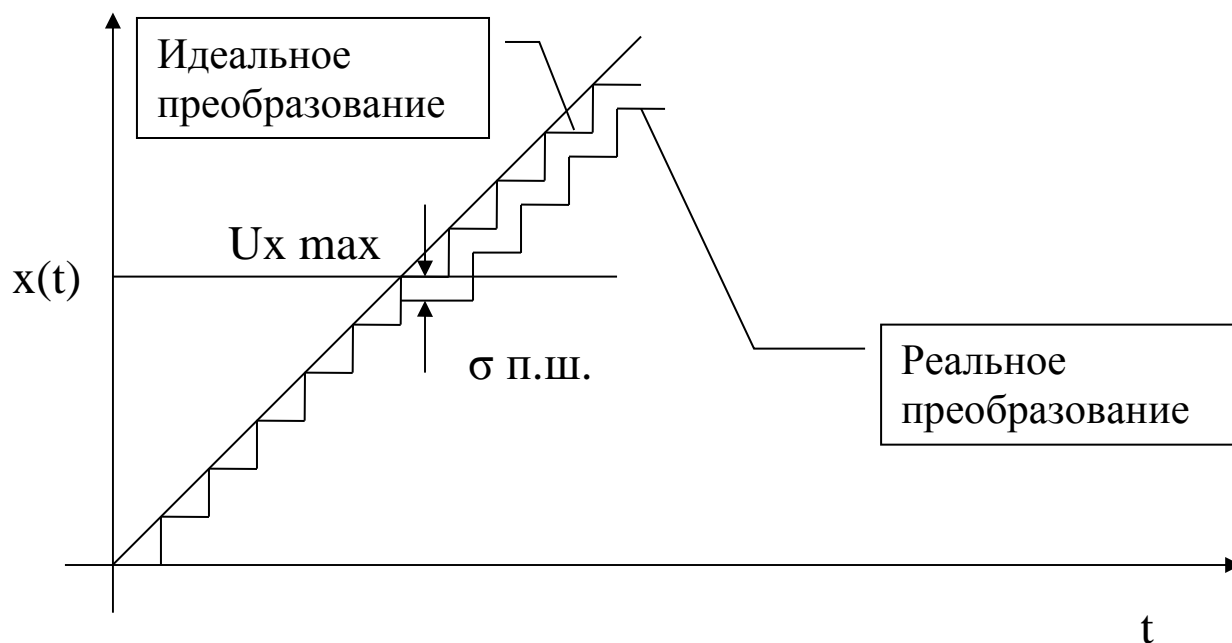 Идеальное
преобразование
Ux max
x(t)
σ п.ш.
Реальное
преобразование
t